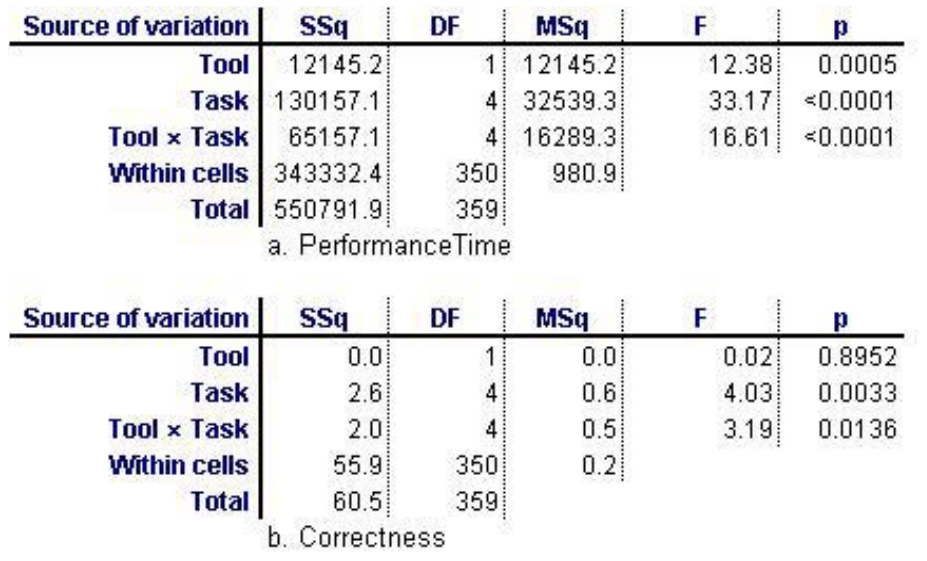 Source of variation SSq DF MSq F p
Tool 12145.2 1 12145.2 12.38 0.0005
Task 130157.1 4 32539.3 33.17 <0.0001
Tool × Task 65157.1 4 16289.3 16.61 <0.0001
Within cells 343332.4 350 980.9
Total 550791.9 359
a. PerformanceTime
Source of variation SSq DF MSq F p
Tool 0.0 1 0.0 0.02 0.8952
Task 2.6 4 0.6 4.03 0.0033
Tool × Task 2.0 4 0.5 3.19 0.0136
Within cells 55.9 350 0.2
Total 60.5 359
b. Correctness